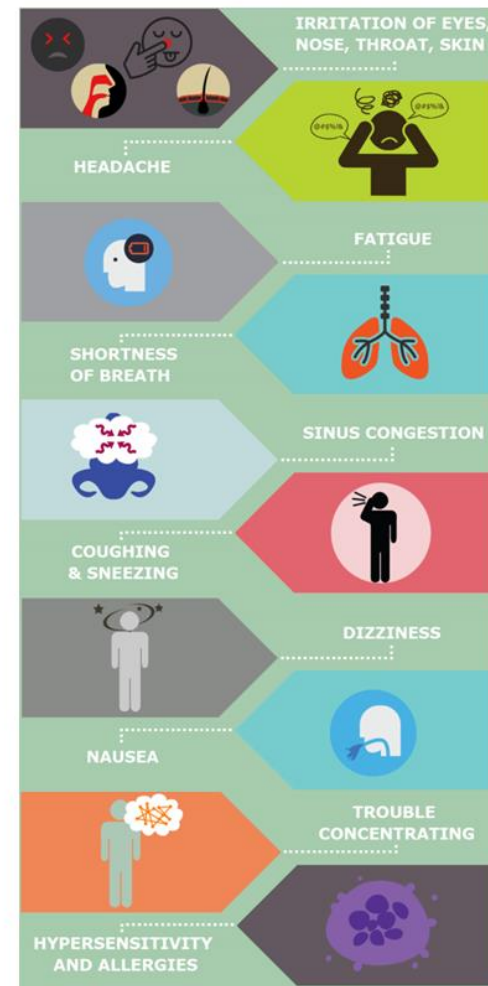 IRRITATION OF EYES,
NOSE, THROAT, SKIN
@#$%!&
@#$%!&
HEADACHE
FATIGUE
SHORTNESS
OF BREATH
SINUS CONGESTION
COUGHING
& SNEEZING
DIZZINESS
NAUSEA
TROUBLE
CONCENTRATING
HYPERSENSITIVITY
AND ALLERGIES